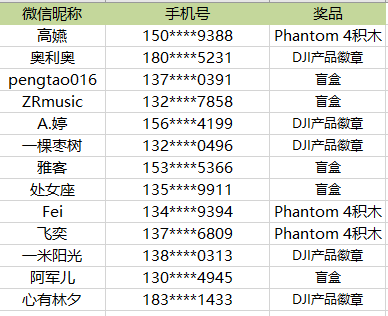 微信昵称 手机号 奖品
高嬿 150****9388 Phantom 4积木
奥利奥 180****5231 DJI产品徽章
pengtao016 137****0391 盲盒
ZRmusic 132****7858 盲盒
A.婷 156****4199 DJI产品徽章
一棵枣树 132****0496 DJI产品徽章
雅客 153****5366 盲盒
处女座 135****9911 盲盒
Fei 134****9394 Phantom 4积木
飞奕 137****6809 Phantom 4积木
一米阳光 138****0313 DJI产品徽章
阿军儿 130****4945 盲盒
心有林夕 183****1433 DJI产品徽章